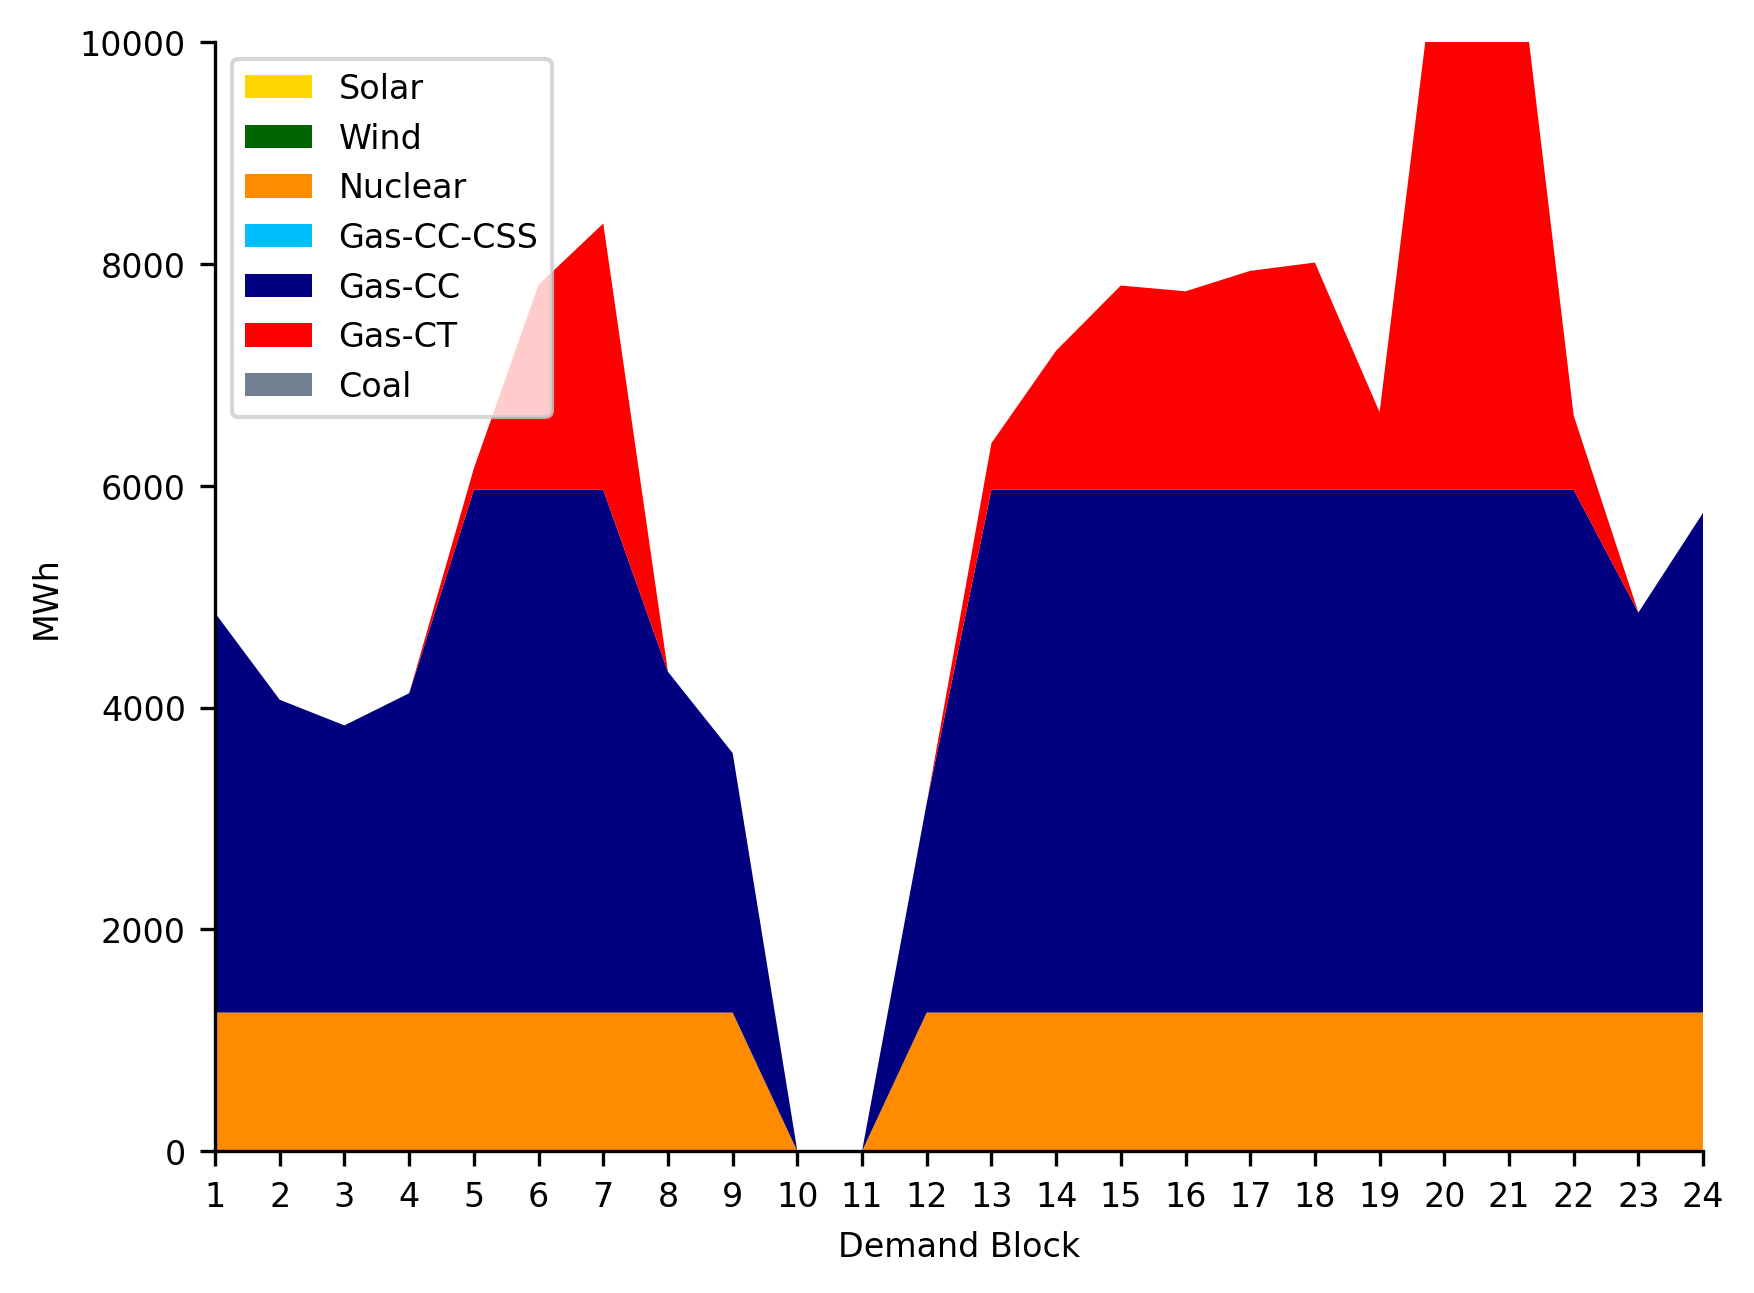 10000
8000
6000
4000
2000
0
MWh
Solar
Wind
Nuclear
Gas-CC-CSS
Gas-CC
Gas-CT
Coal
1 2 3 4 5 6 7 8 9 10 11 12 13 14 15 16 17 18 19 20 21 22 23 24
Demand Block